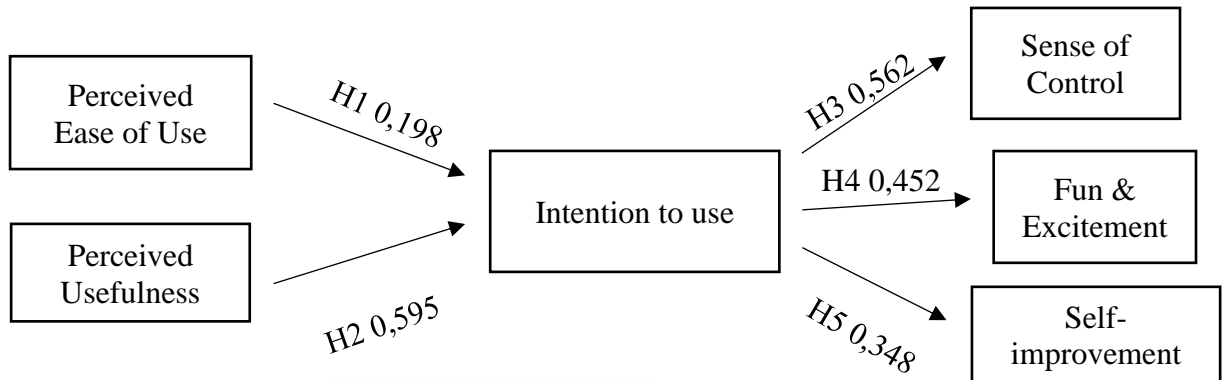 Perceived
Ease of Use
Perceived
Usefulness
H1 0,198
H2 0,595
Intention to use
H3 0,562
H4 0,452
H5 0,348
Sense of
Control
Fun &
Excitement
Self-
improvement